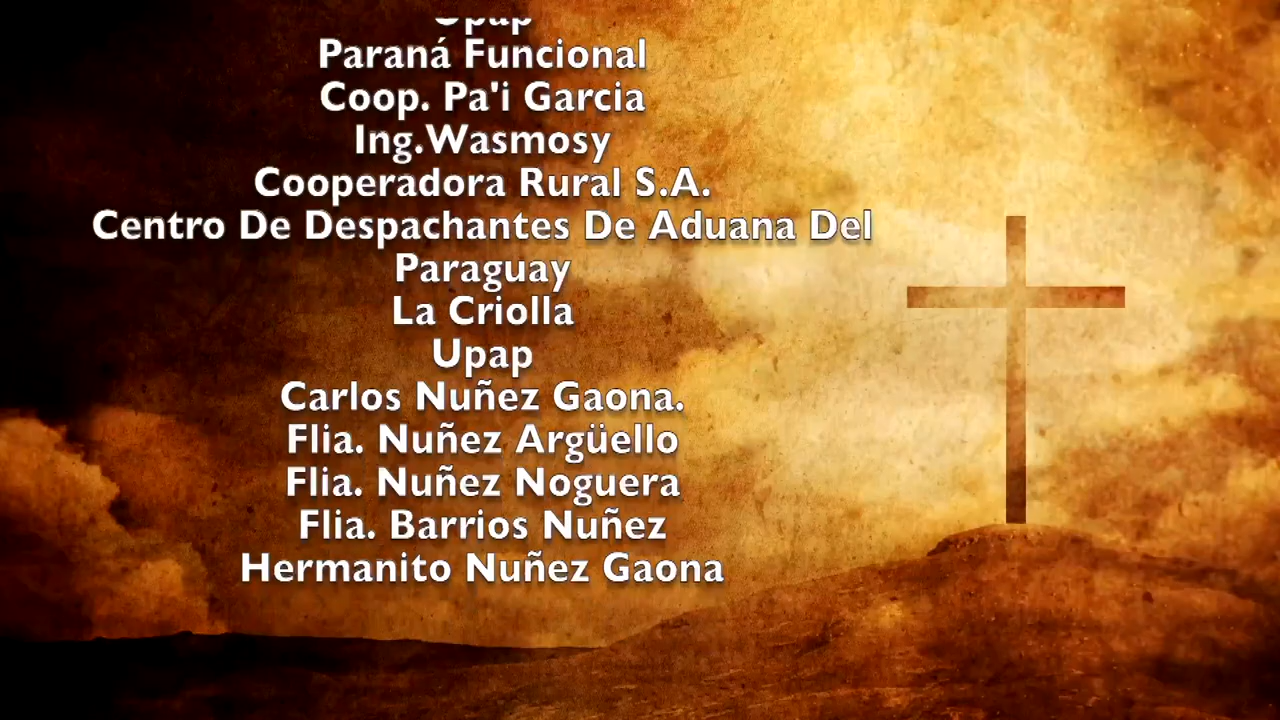 Paraná Funcional
Coop. Pa'i Garcia
Ing.Wasmosy
Cooperadora Rural S.A.
Centro De Despachantes De Aduana Del
Paraguay
La Criolla
Upap
Carlos Nuñez Gaona.
Flia. Nuñez Argüello
Flia. Nuñez Noguera
Flia. Barrios Nuñez
Hermanito Nuñez Gaona